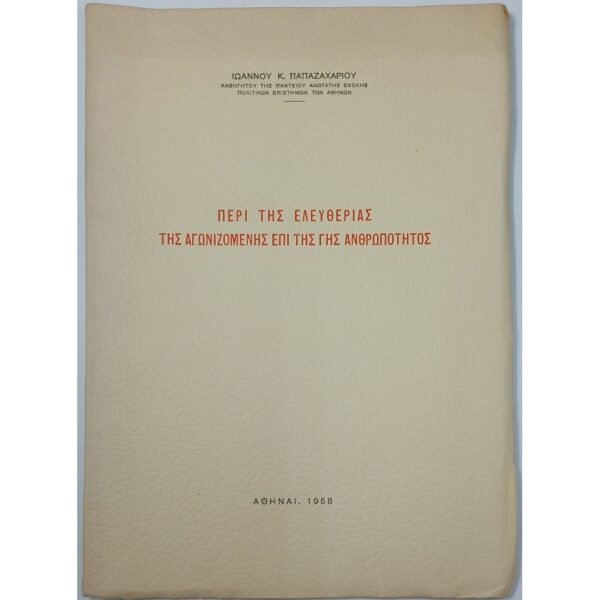 ΙΩΑΝΝΟΥ Κ. ΠΑΠΑΖΑΧΑΡΙΟΥ
ΚΑΘΗΓΗΤΟΥ ΤΗΣ ΠΑΝΤΕΙΟΥ ΑΝΩΤΑΤΗΣ ΣΧΟΛΗΣ
ΠΟΛΙΤΙΚΩΝ ΕΠΙΣΤΗΜΩΝ ΤΩΝ ΑΘΗΝΩΝ
ΠΕΡΙ ΤΗΣ ΕΛΕΥΘΕΡΙΑΣ
ΤΗΣ ΑΓΩΝΙΖΟΜΕΝΗΣ ΕΠΙ ΤΗΣ ΓΗΣ ΑΝΘΡΩΠΟΤΗΤΟΣ
ΑΘΗΝΑΙ, 1958